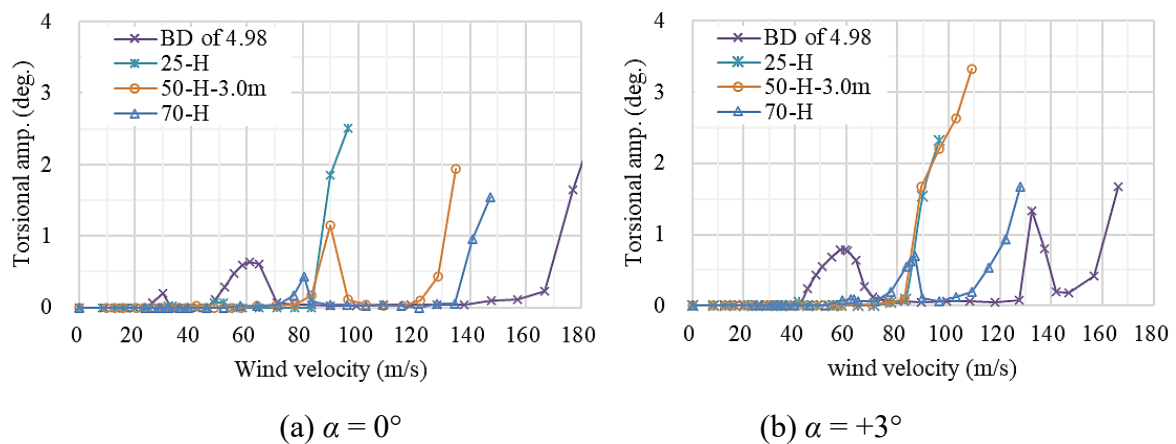 4
3
2
1
0
Torsional amp. (deg.)
BD of 4.98
25-H
50-H-3.0m
70-H
0 20 40 60 80 100 120 140 160 180
Wind velocity (m/s)
(a) α = 0°
4
3
2
1
0
Torsional amp. (deg.)
BD of 4.98
25-H
50-H-3.0m
70-H
0 20 40 60 80 100 120 140 160 180
wind velocity (m/s)
(b) α = +3°